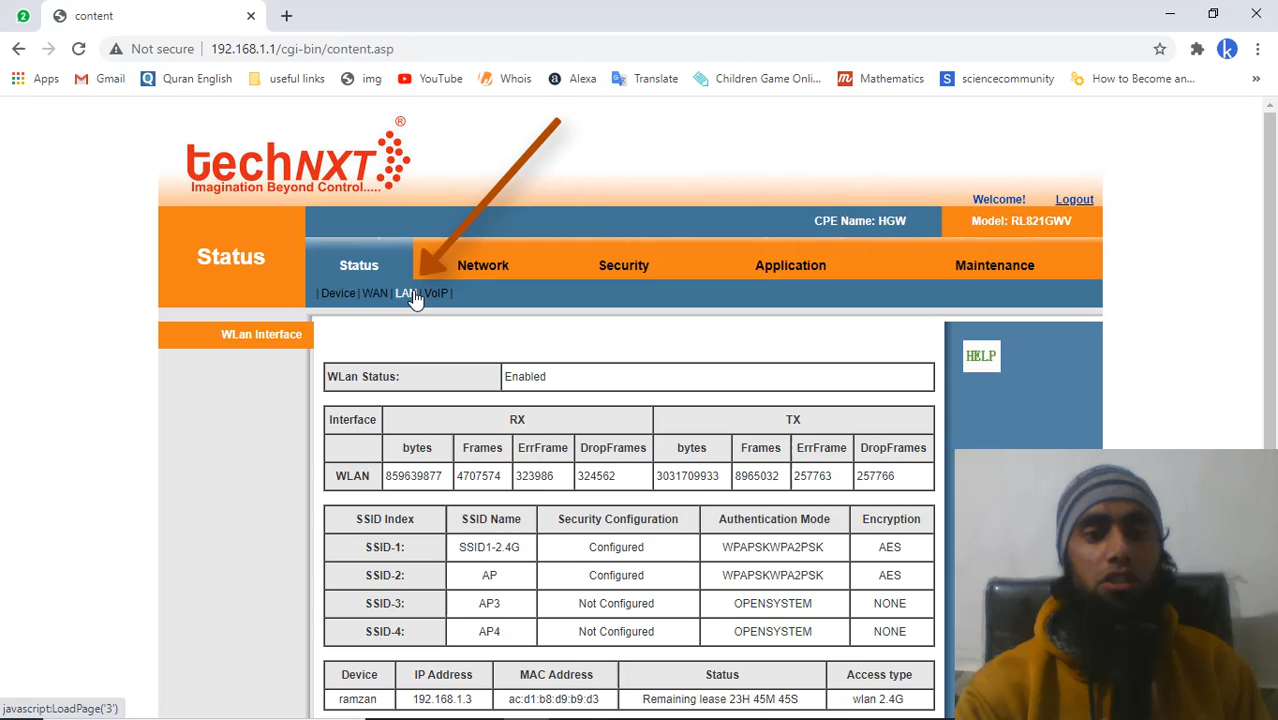 2
content
Not secure 192.168.1.1/cgi-bin/content.asp
k
Apps Gmail Quran English useful links img YouTube Whois Alexa Translate Children Game Onl... Mathematics sciencecommunity How to Become an... »
techNXT ®
Imagination Beyond Control.....
Welcome! Logout
CPE Name: HGW Model: RL821GWV
Status
Status Network Security Application Maintenance
| Device | WAN | LAN | VoIP |
WLan Interface
HELP
WLan Status: Enabled
Interface RX TX
bytes Frames ErrFrame DropFrames bytes Frames ErrFrame DropFrames
WLAN 859639877 4707574 323986 324562 3031709933 8965032 257763 257766
SSID Index SSID Name Security Configuration Authentication Mode Encryption
SSID-1: SSID1-2.4G Configured WPAPSKWPA2PSK AES
SSID-2: AP Configured WPAPSKWPA2PSK AES
SSID-3: AP3 Not Configured OPENSYSTEM NONE
SSID-4: AP4 Not Configured OPENSYSTEM NONE
Device IP Address MAC Address Status Access type
ramzan 192.168.1.3 ac:d1:b8:d9:b9:d3 Remaining lease 23H 45M 45S wlan 2.4G
javascript:LoadPage('3')